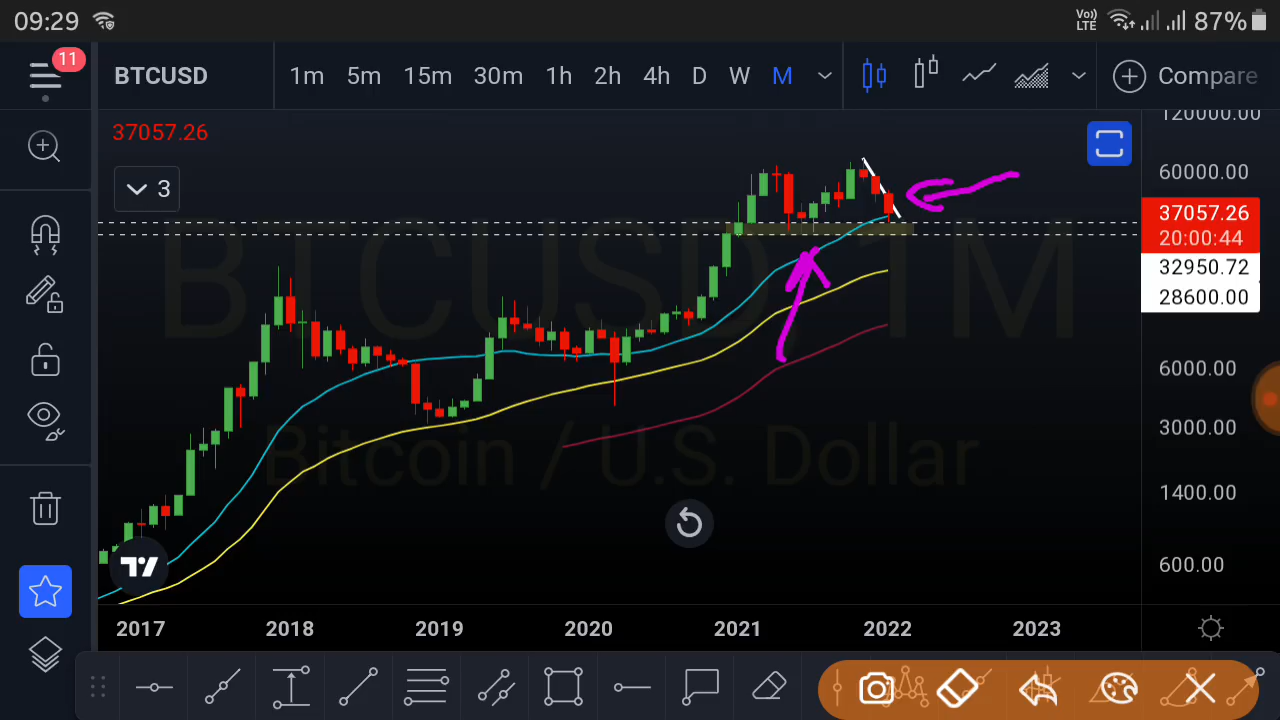 09:29
Vo)) LTE 87%
11
BTCUSD 1m 5m 15m 30m 1h 2h 4h D W M Compare
37057.26
3
120000.00
60000.00
37057.26
20:00:44
32950.72
28600.00
6000.00
3000.00
1400.00
600.00
BTCUSD, 1M
Bitcoin / U.S. Dollar
2017 2018 2019 2020 2021 2022 2023